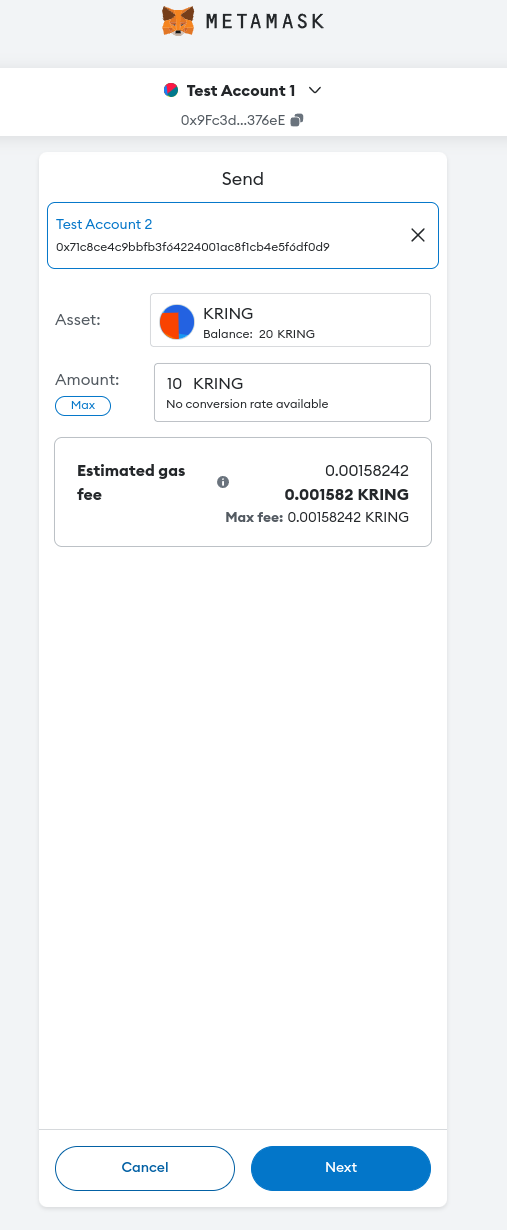 METAMASK
Test Account 1
0x9Fc3d...376eE
Send
Test Account 2
0x71c8ce4c9bbfb3f64224001ac8f1cb4e5f6df0d9
Asset:
KRING
Balance: 20 KRING
Amount:
Max
10 KRING
No conversion rate available
Estimated gas
fee
0.00158242
0.001582 KRING
Max fee: 0.00158242 KRING
Cancel
Next